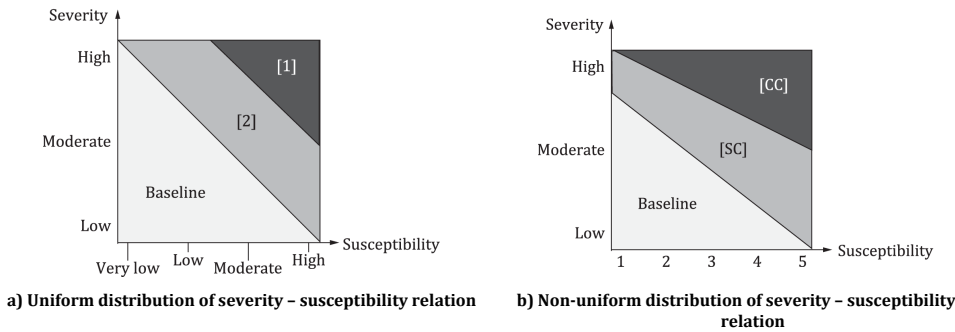 Severity
High
[1]
[2]
Moderate
Baseline
Low
Susceptibility
Very low
Low
Moderate
High
a) Uniform distribution of severity – susceptibility relation
Severity
High
[CC]
Moderate
[SC]
Baseline
Low
Susceptibility
1 2 3 4 5
b) Non-uniform distribution of severity – susceptibility
relation